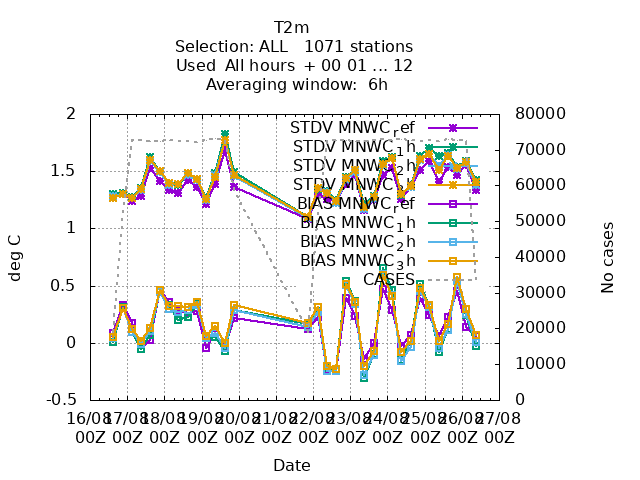 T2m
Selection: ALL 1071 stations
Used All hours + 00 01 ... 12
Averaging window: 6h
2
1.5
1
0.5
0
-0.5
80000
70000
60000
50000
40000
30000
20000
10000
0
deg C
No cases
STDV MNWC_ref
STDV MNWC_1h
STDV MNWC_2h
STDV MNWC_3h
BIAS MNWC_ref
BIAS MNWC_1h
BIAS MNWC_2h
BIAS MNWC_3h
CASES
16/08 17/08 18/08 19/08 20/08 21/08 22/08 23/08 24/08 25/08 26/08 27/08
00Z 00Z 00Z 00Z 00Z 00Z 00Z 00Z 00Z 00Z 00Z 00Z
Date